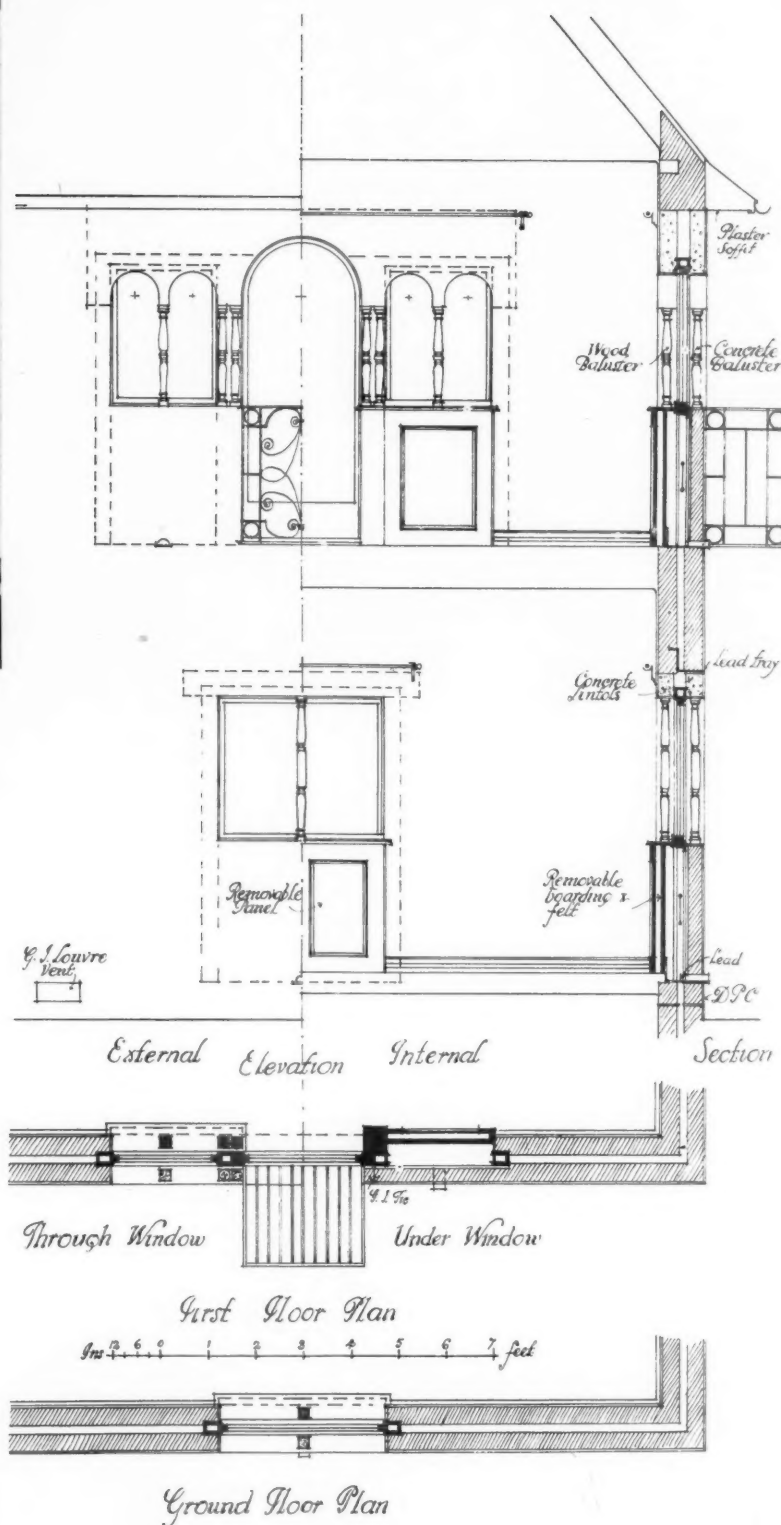 Plaster
Soffit
Wood
Baluster
Concrete
Baluster
Lead tray
Concrete
Lintols
Removable
Panel
Removable
boarding &
felt
G.I. Louvre
Vent
Lead
D.P.C
External Elevation Internal Section
G.I. Tie
Through Window Under Window
First Floor Plan
Ins 12 6 0 1 2 3 4 5 6 7 feet
Ground Floor Plan